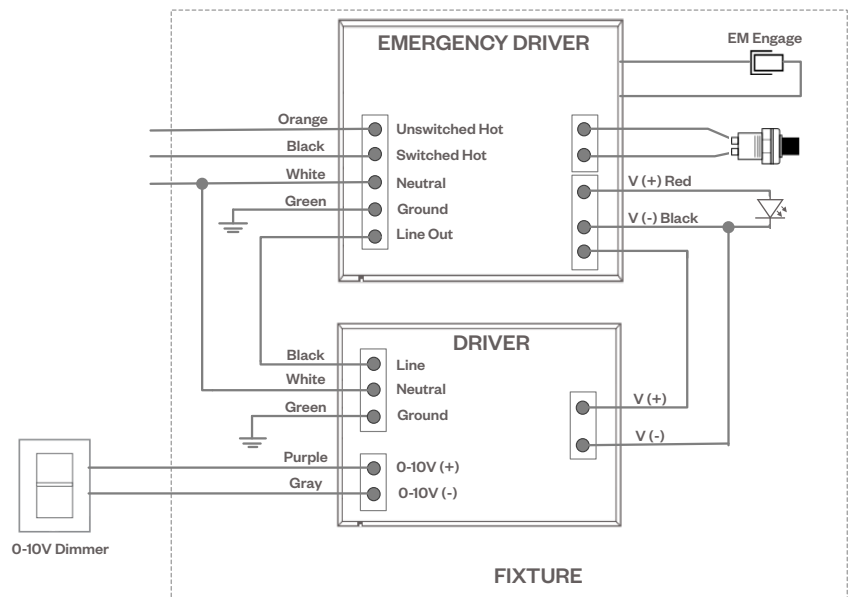 EMERGENCY DRIVER
EM Engage
Orange
Unswitched Hot
Black
Switched Hot
White
Neutral
V (+) Red
Green
Ground
V (-) Black
Line Out
DRIVER
Black
Line
White
Neutral
V (+)
Green
Ground
V (-)
Purple
0-10V (+)
Gray
0-10V (-)
0-10V Dimmer
FIXTURE